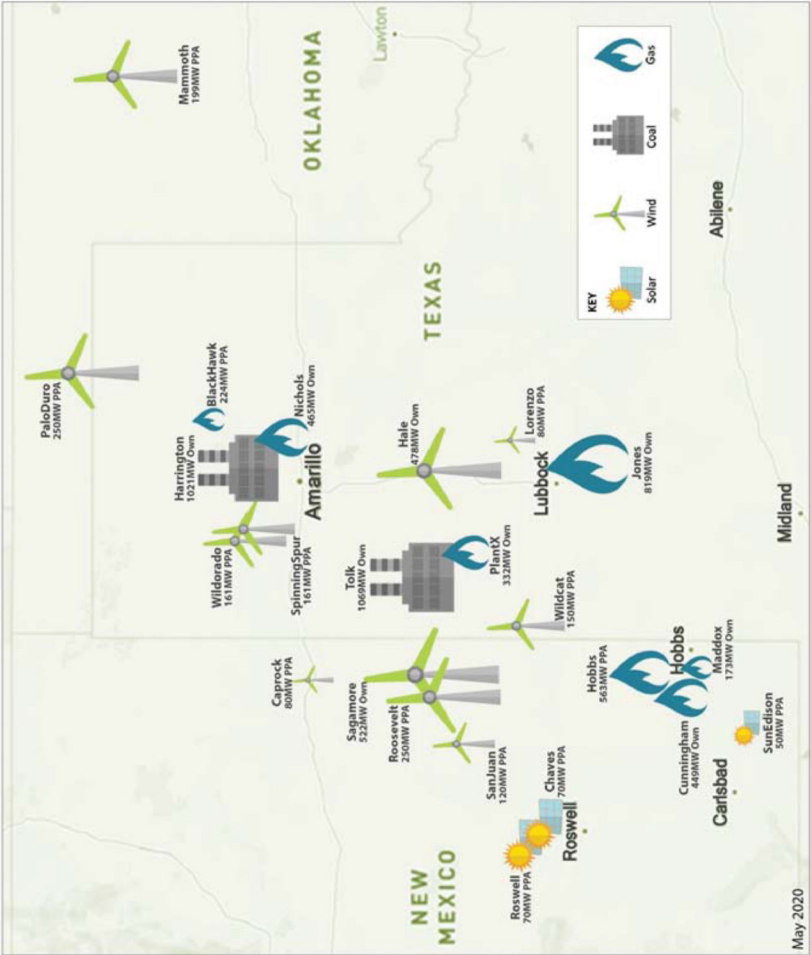 Mammoth
199MW PPA
OKLAHOMA
Lawton
PaloDuro
250MW PPA
TEXAS
BlackHawk
224MW PPA
Harrington
1021MW Own
Nichols
465MW Own
Amarillo
Wildorado
161MW PPA
SpinningSpur
161MW PPA
Hale
478MW Own
Lorenzo
80MW PPA
Lubbock
Jones
819MW Own
Tolk
1069MW Own
PlantX
332MW Own
Wildcat
150MW PPA
Midland
Abilene
Caprock
80MW PPA
Sagamore
522MW Own
Roosevelt
250MW PPA
SanJuan
120MW PPA
Hobbs
563MW PPA
Hobbs
Maddox
173MW Own
Cunningham
449MW Own
SunEdison
50MW PPA
Carlsbad
Chaves
70MW PPA
Roswell
70MW PPA
Roswell
NEW
MEXICO
KEY
Solar
Wind
Coal
Gas
May 2020